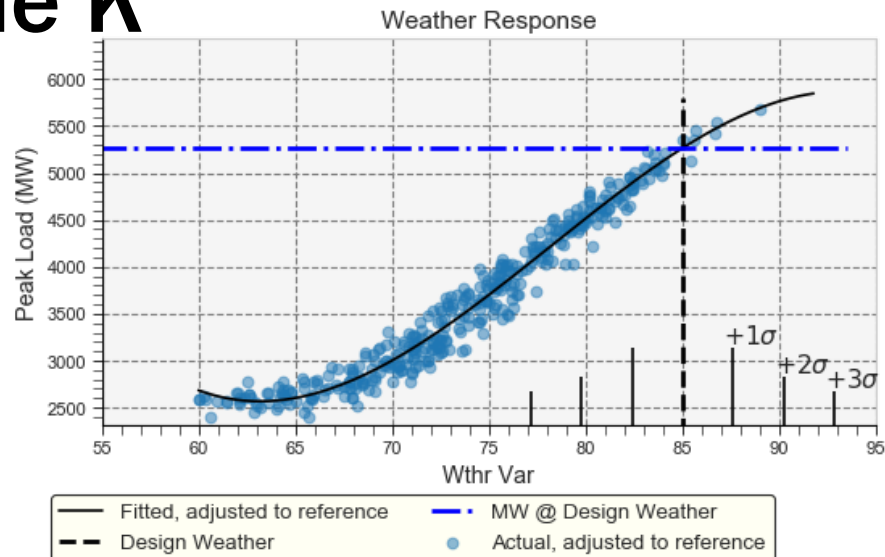 Weather Response
Peak Load (MW)
6000
5500
5000
4500
4000
3500
3000
2500
+1σ
+2σ
+3σ
55 60 65 70 75 80 85 90 95
Wthr Var
Fitted, adjusted to reference
MW @ Design Weather
Design Weather
Actual, adjusted to reference